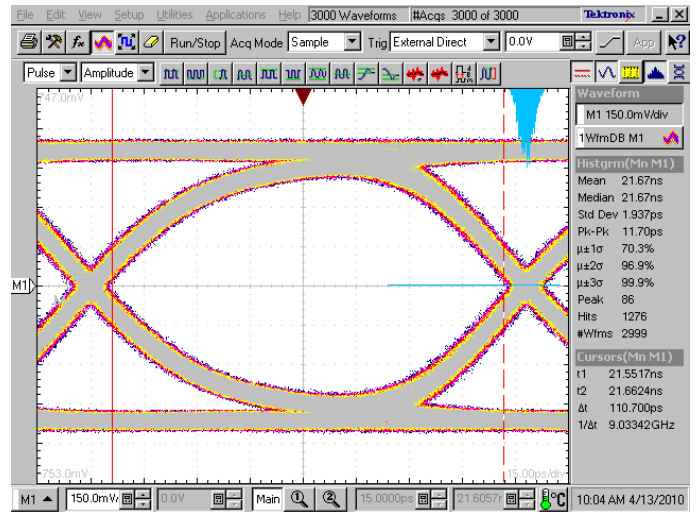 File Edit View Setup Utilities Applications Help 3000 Waveforms #Acqs 3000 of 3000 Tektronix
Run/Stop Acq Mode Sample Trig External Direct 0.0V App
Pulse Amplitude
747.0mV
Waveform
M1 150.0mV/div
1WfmDB M1
Histgrm(Mn M1)
Mean 21.67ns
Median 21.67ns
Std Dev 1.937ps
Pk-Pk 11.70ps
µ±1σ 70.3%
µ±2σ 96.9%
µ±3σ 99.9%
Peak 86
Hits 1276
#Wfms 2999
M1
Cursors(Mn M1)
t1 21.5517ns
t2 21.6624ns
Δt 110.700ps
1/Δt 9.03342GHz
-753.0mV
15.00ps/div
M1 150.0mV/ 0.0V Main 1 2 15.0000ps 21.6057r °C 10:04 AM 4/13/2010